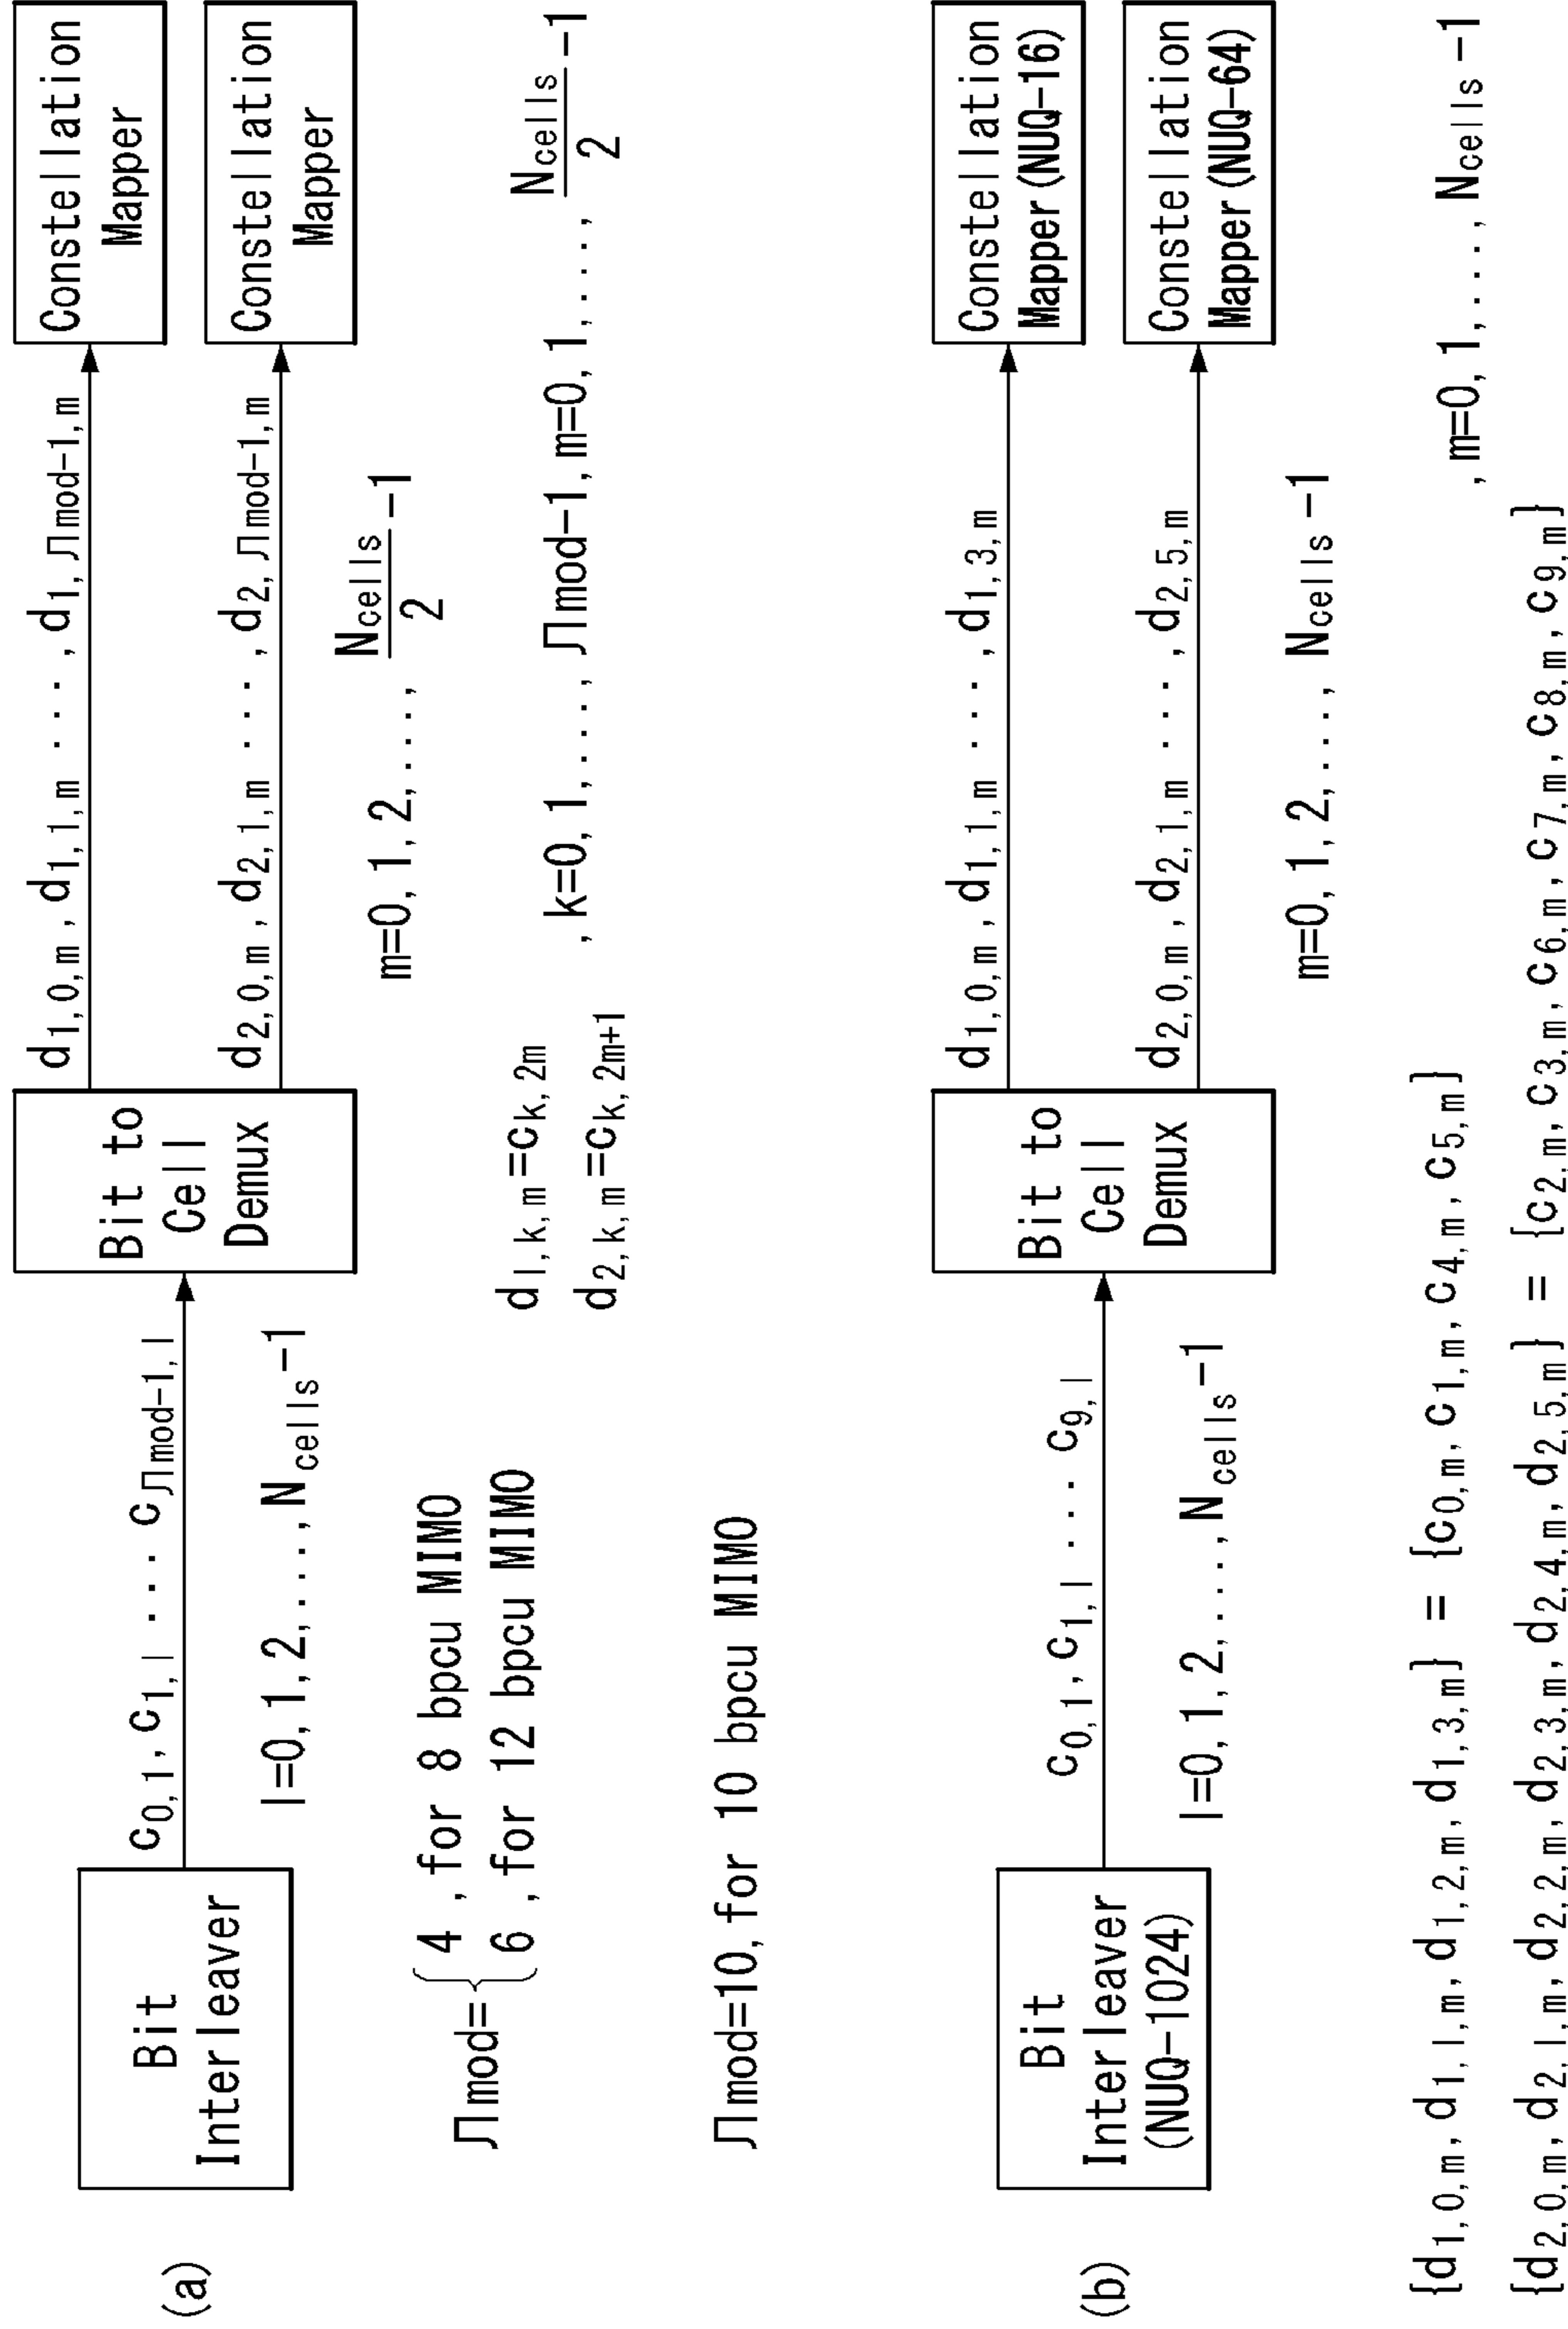 (a)
Bit
Interleaver
c0,1, c1,l ··· cηmod-1,l
l=0,1,2,....,Ncells-1
Bit to
Cell
Demux
d1,0,m, d1,1,m ···, d1,ηmod-1,m
d2,0,m, d2,1,m ···, d2,ηmod-1,m
m=0,1,2,...., Ncells/2 -1
Constellation
Mapper
Constellation
Mapper
ηmod= { 4 , for 8 bpcu MIMO
6 , for 12 bpcu MIMO
d1,k,m=ck,2m
d2,k,m=ck,2m+1
, k=0,1,...., ηmod-1, m=0,1,...., Ncells/2 -1
ηmod=10, for 10 bpcu MIMO
(b)
Bit
Interleaver
(NUQ-1024)
c0,1, c1,l ··· c9,l
l=0,1,2,....,Ncells-1
Bit to
Cell
Demux
d1,0,m, d1,1,m ···, d1,3,m
d2,0,m, d2,1,m ···, d2,5,m
m=0,1,2,...., Ncells-1
Constellation
Mapper(NUQ-16)
Constellation
Mapper(NUQ-64)
{d1,0,m, d1,l,m, d1,2,m, d1,3,m} = {c0,m, c1,m, c4,m, c5,m}
, m=0,1,...., Ncells-1
{d2,0,m, d2,l,m, d2,2,m, d2,3,m, d2,4,m, d2,5,m} = {c2,m, c3,m, c6,m, c7,m, c8,m, c9,m}